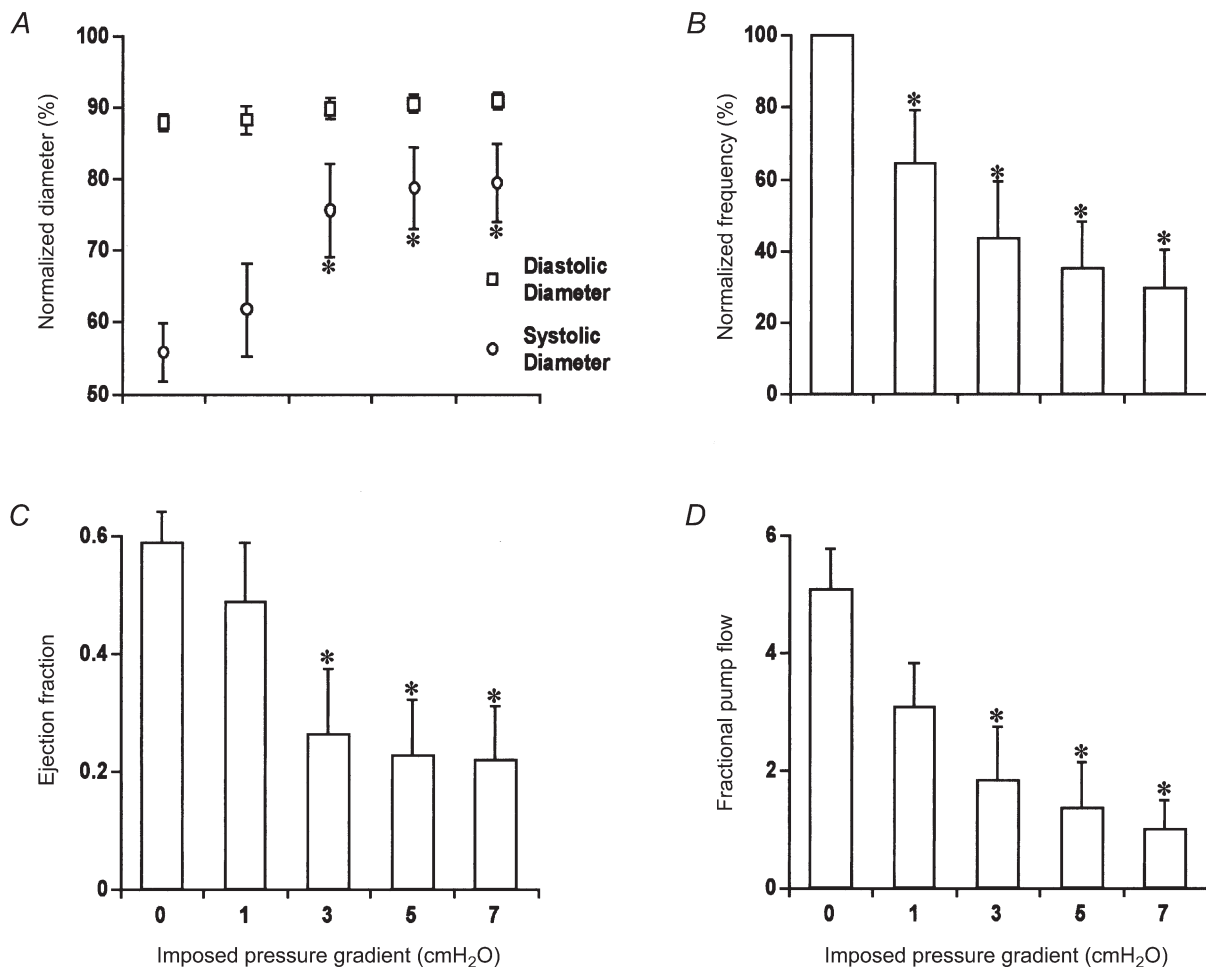 A
Normalized diameter (%)
100
90
80
70
60
50
*
*
*
Diastolic
Diameter
Systolic
Diameter
B
Normalized frequency (%)
100
80
60
40
20
0
*
*
*
*
C
Ejection fraction
0.6
0.4
0.2
0
*
*
*
0 1 3 5 7
Imposed pressure gradient (cmH₂O)
D
Fractional pump flow
6
4
2
0
*
*
*
0 1 3 5 7
Imposed pressure gradient (cmH₂O)